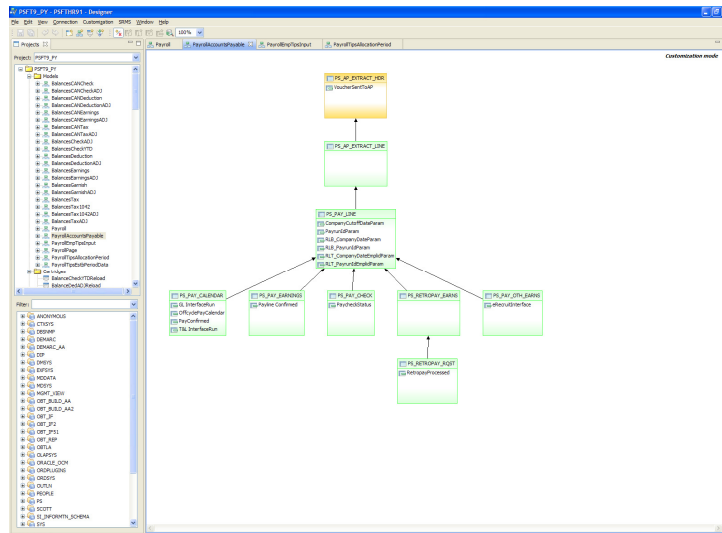 PSFT9_PY - PSFTHR91 - Designer
File Edit View Connection Customization SRMS Window Help
100%
Projects
Payroll
PayrollAccountsPayable
PayrollEmpTipsInput
PayrollTipsAllocationPeriod
Project: PSFT9_PY
Customization mode
PSFT9_PY
Models
BalancesCANCheck
BalancesCANCheckADJ
BalancesCANDeduction
BalancesCANDeductionADJ
BalancesCANEarnings
BalancesCANEarningsADJ
BalancesCANTax
BalancesCANTaxADJ
BalancesCheckADJ
BalancesCheckYTD
BalancesDeduction
BalancesDeductionADJ
BalancesEarnings
BalancesEarningsADJ
BalancesGarnish
BalancesGarnishADJ
BalancesTax
BalancesTax1042
BalancesTax1042ADJ
BalancesTaxADJ
Payroll
PayrollAccountsPayable
PayrollEmpTipsInput
PayrollPage
PayrollTipsAllocationPeriod
PayrollTipsEstbPeriodData
Cartridges
BalanceCheckYTDReload
BalanceDedADJReload
Filter:
ANONYMOUS
CTXSYS
DBSNMP
DEMARC
DEMARC_AA
DIP
DMSYS
EXFSYS
MDDATA
MDSYS
MGMT_VIEW
OBT_BUILD_AA
OBT_BUILD_AA2
OBT_IF
OBT_IF2
OBT_IFS1
OBT_REP
OBTLA
OLAPSYS
ORACLE_OCM
ORDPLUGINS
ORDSYS
OUTLN
PEOPLE
PS
SCOTT
SI_INFORMTN_SCHEMA
SYS
PS_AP_EXTRACT_HDR
VoucherSentToAP
PS_AP_EXTRACT_LINE
PS_PAY_LINE
CompanyCutoffDateParam
PayrunIdParam
RLB_CompanyDateParam
RLB_PayrunIdParam
RLT_CompanyDateEmplidParam
RLT_PayrunIdEmplidParam
PS_PAY_CALENDAR
GL InterfaceRun
OffcyclePayCalendar
PayConfirmed
T&L InterfaceRun
PS_PAY_EARNINGS
Payline Confirmed
PS_PAY_CHECK
PaycheckStatus
PS_RETROPAY_EARNS
PS_PAY_OTH_EARNS
eRecruitInterface
PS_RETROPAY_RQST
RetropayProcessed